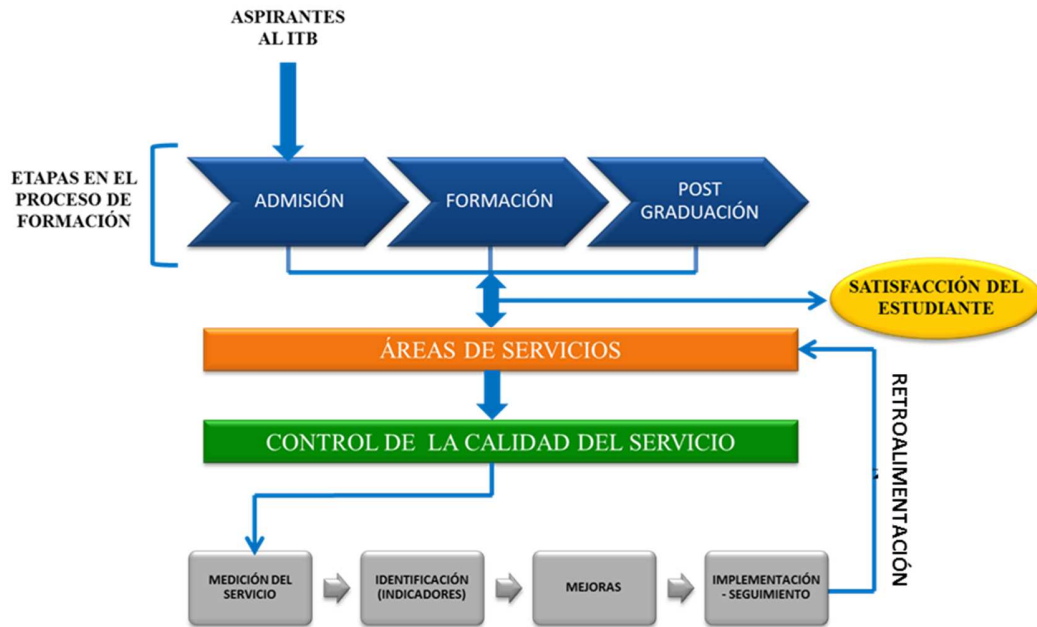 ASPIRANTES
AL ITB
ETAPAS EN EL
PROCESO DE
FORMACIÓN
ADMISIÓN
FORMACIÓN
POST
GRADUACIÓN
SATISFACCIÓN DEL
ESTUDIANTE
ÁREAS DE SERVICIOS
CONTROL DE LA CALIDAD DEL SERVICIO
RETROALIMENTACIÓN
MEDICIÓN DEL
SERVICIO
IDENTIFICACIÓN
(INDICADORES)
MEJORAS
IMPLEMENTACIÓN
- SEGUIMIENTO